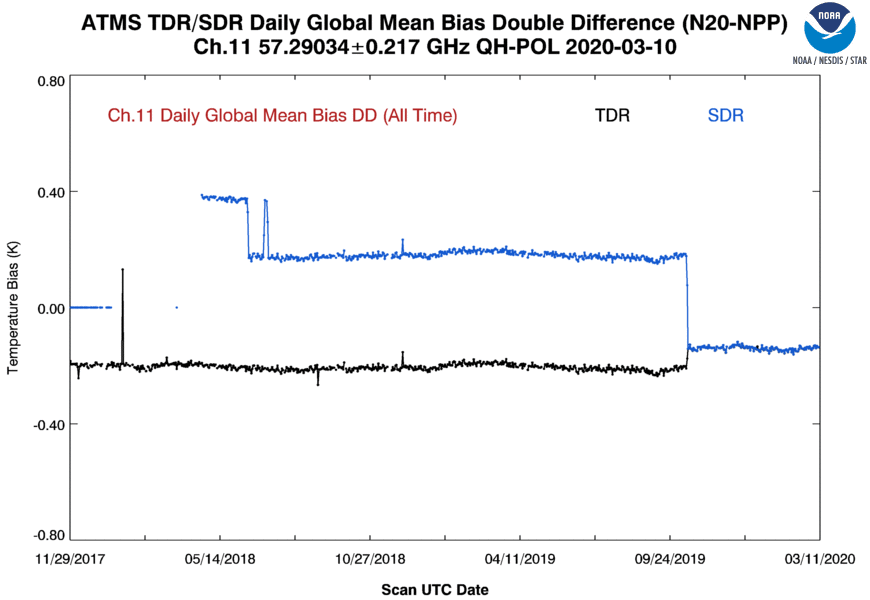 ATMS TDR/SDR Daily Global Mean Bias Double Difference (N20-NPP)
Ch.11 57.29034±0.217 GHz QH-POL 2020-03-10
NOAA
NOAA / NESDIS / STAR
Ch.11 Daily Global Mean Bias DD (All Time)
TDR
SDR
Temperature Bias (K)
0.80
0.40
0.00
-0.40
-0.80
11/29/2017
05/14/2018
10/27/2018
04/11/2019
09/24/2019
03/11/2020
Scan UTC Date